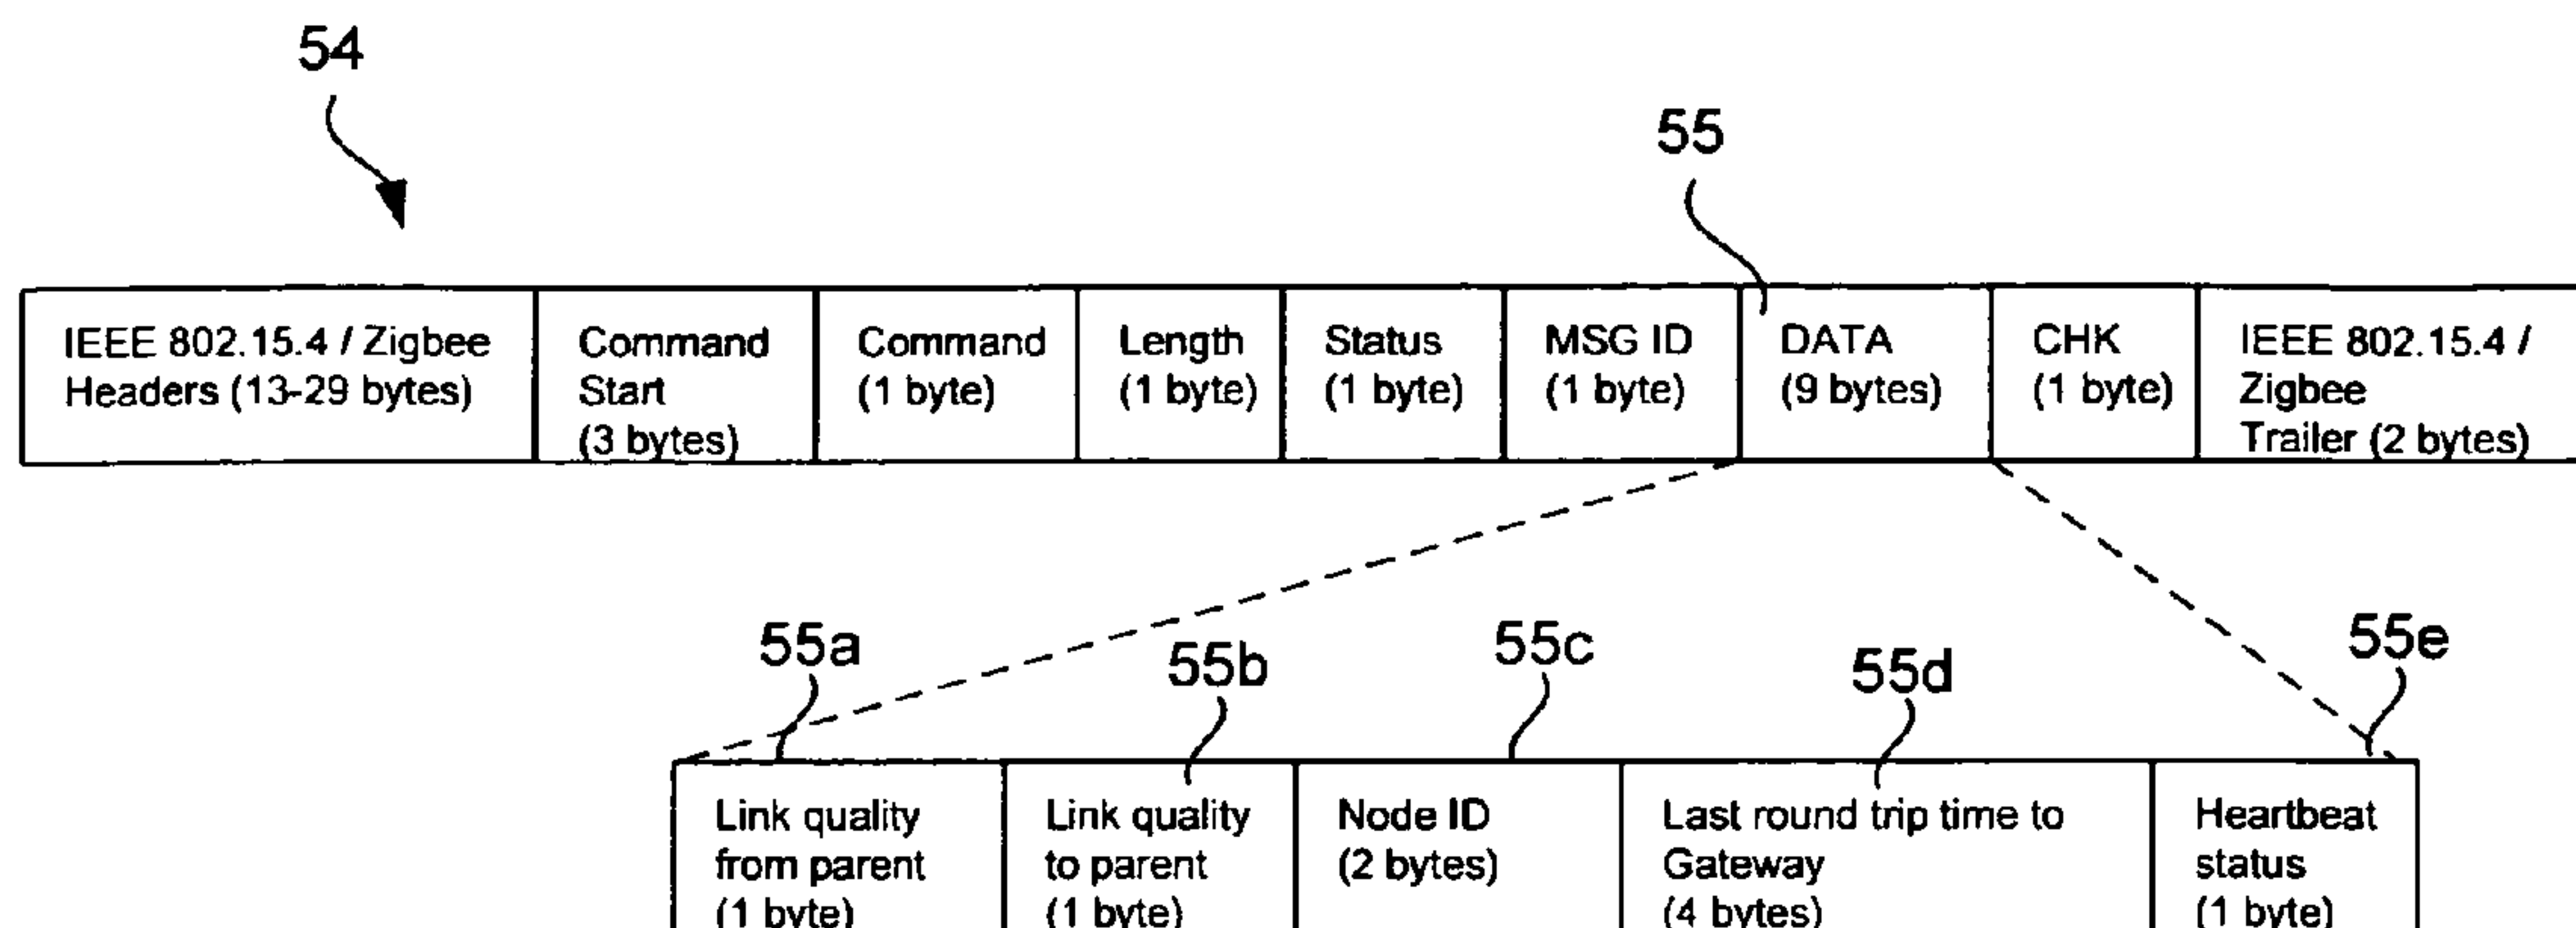 54
55
IEEE 802.15.4 / Zigbee
Headers (13-29 bytes)
Command
Start
(3 bytes)
Command
(1 byte)
Length
(1 byte)
Status
(1 byte)
MSG ID
(1 byte)
DATA
(9 bytes)
CHK
(1 byte)
IEEE 802.15.4 /
Zigbee
Trailer (2 bytes)
55a
55b
55c
55d
55e
Link quality
from parent
(1 byte)
Link quality
to parent
(1 byte)
Node ID
(2 bytes)
Last round trip time to
Gateway
(4 bytes)
Heartbeat
status
(1 byte)